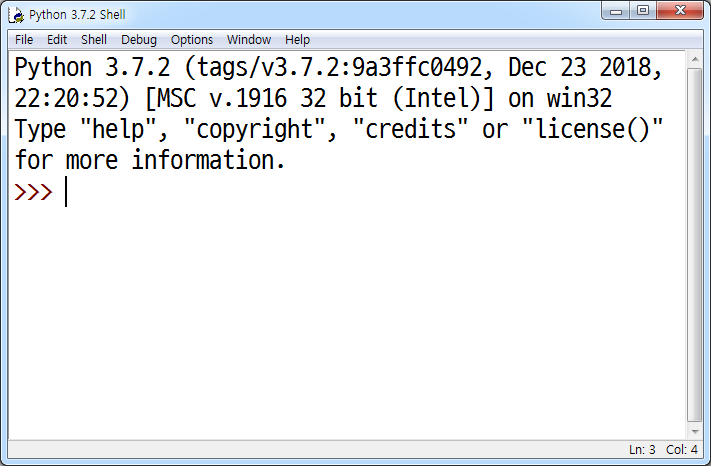 Python 3.7.2 Shell
File Edit Shell Debug Options Window Help
Python 3.7.2 (tags/v3.7.2:9a3ffc0492, Dec 23 2018,
22:20:52) [MSC v.1916 32 bit (Intel)] on win32
Type "help", "copyright", "credits" or "license()"
for more information.
>>>
Ln: 3 Col: 4